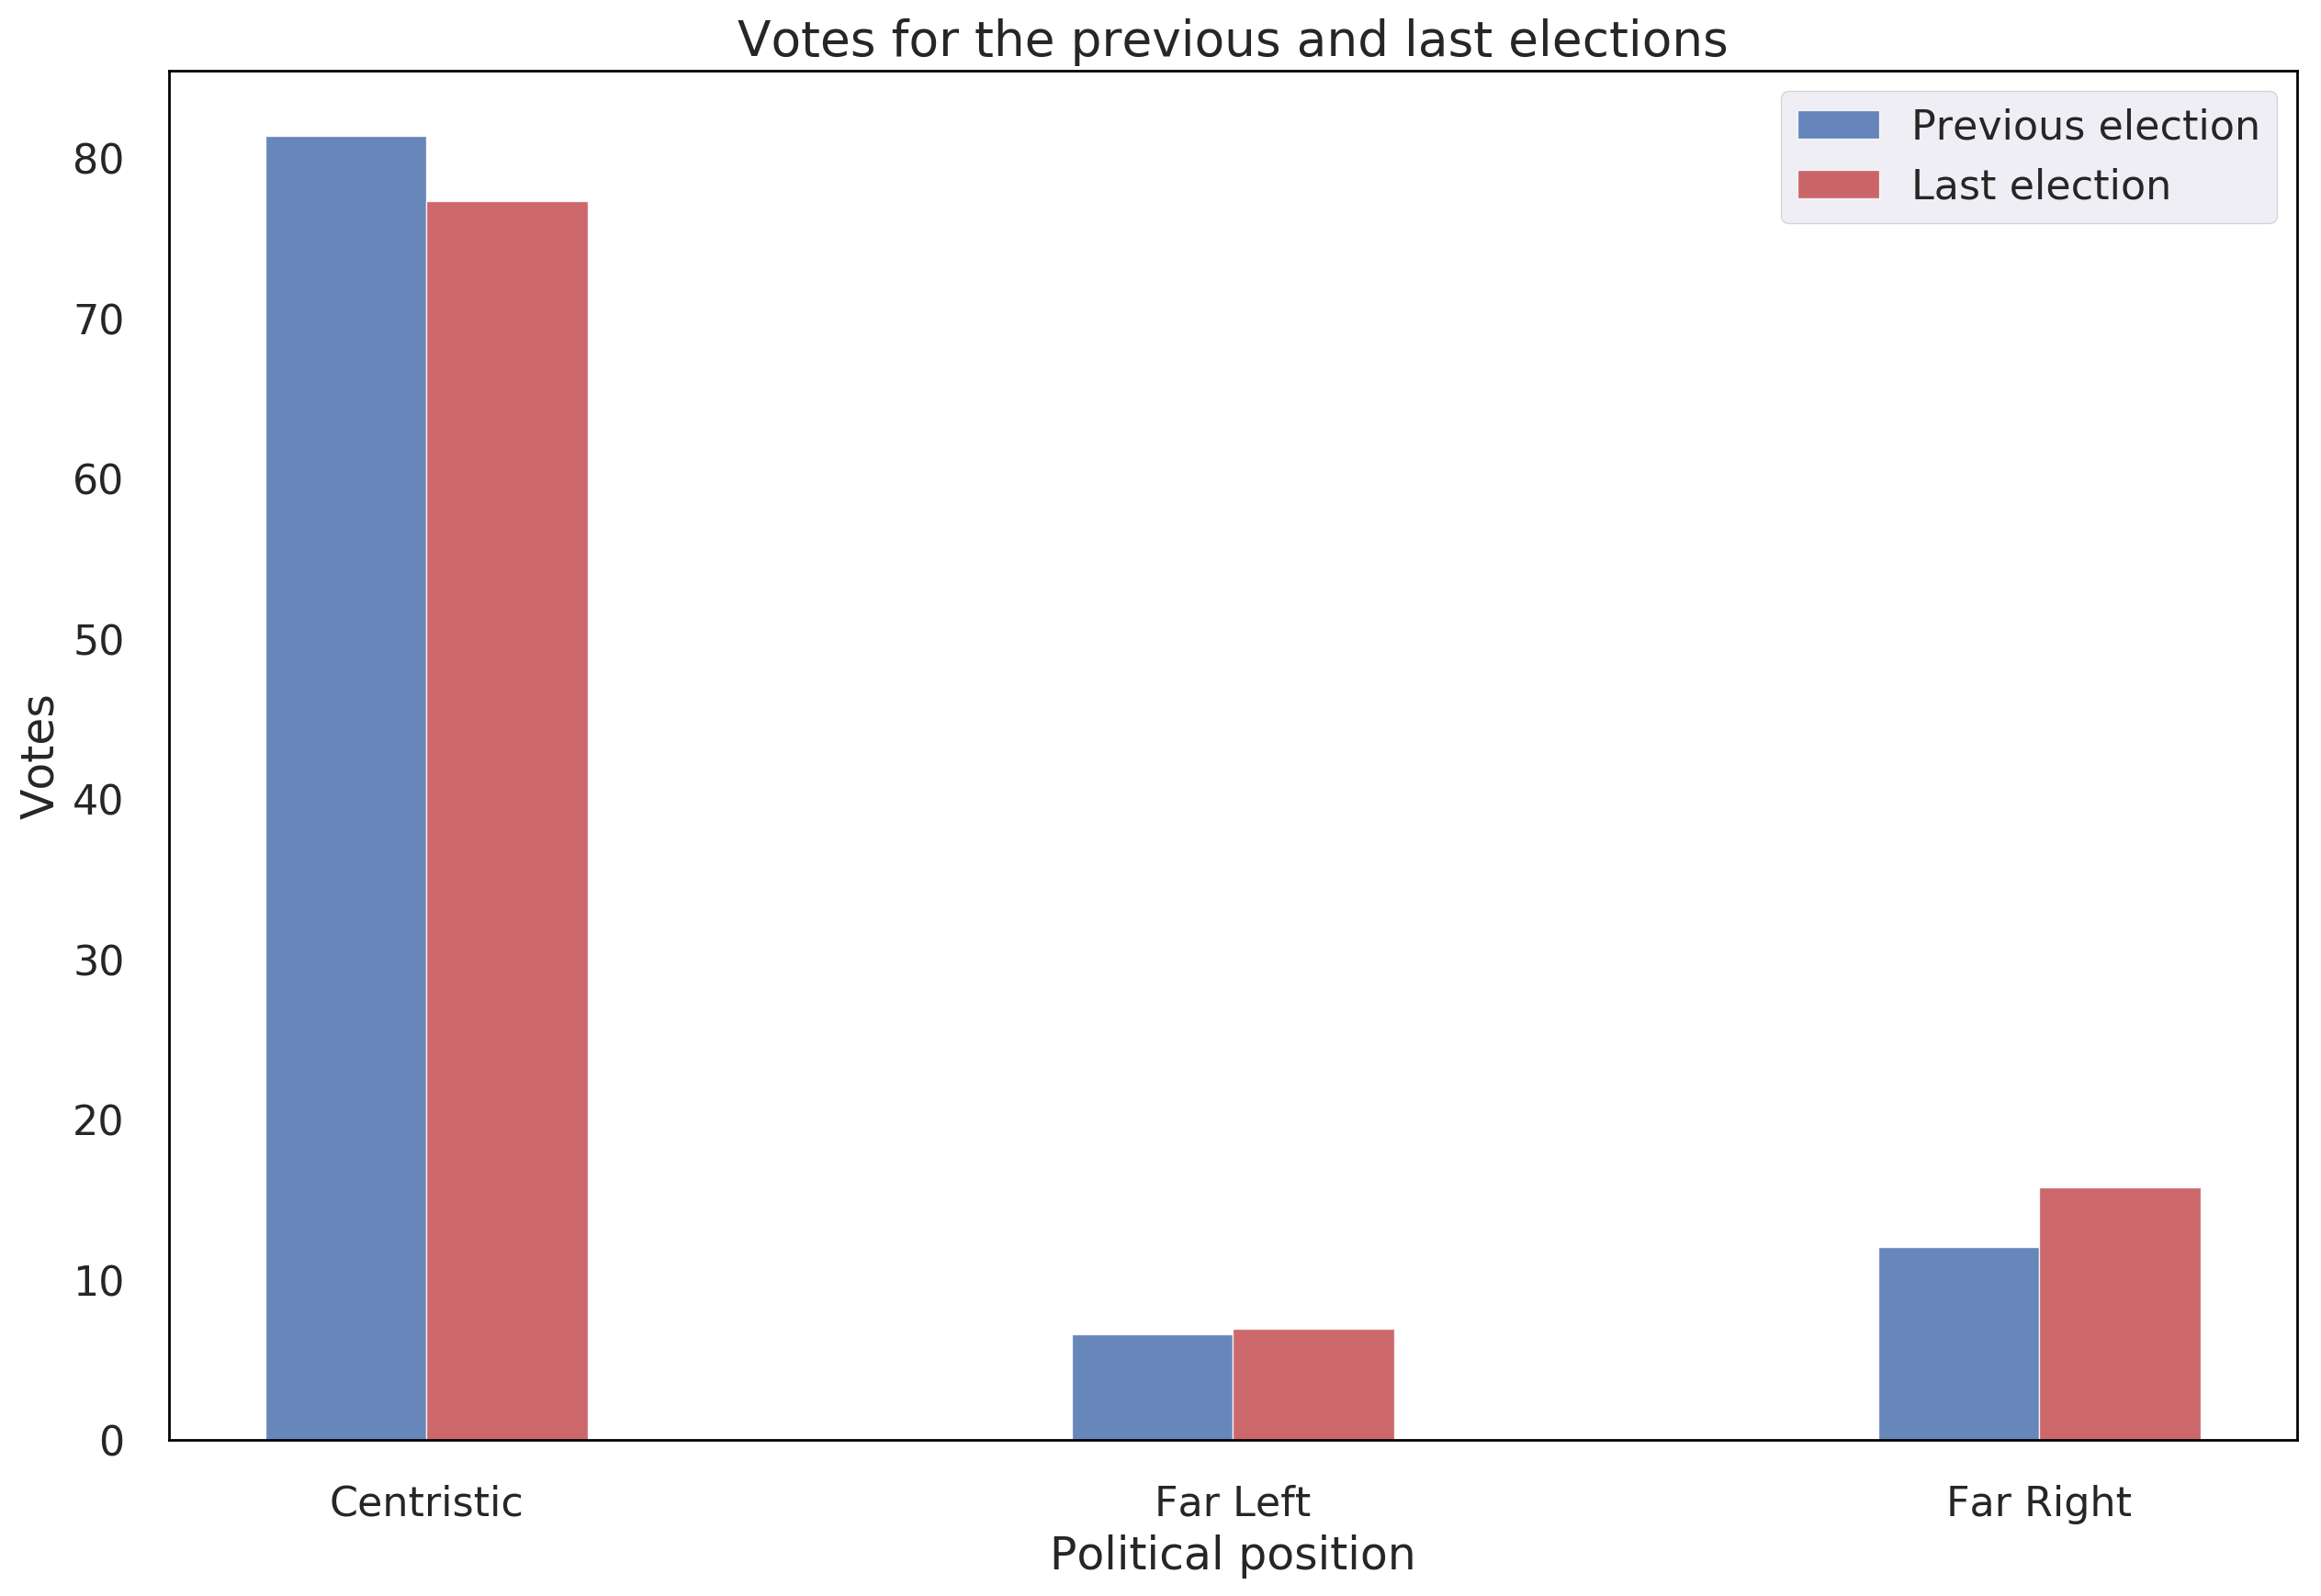 Votes for the previous and last elections
Previous election
Last election
Votes
80
70
60
50
40
30
20
10
0
Centristic
Far Left
Far Right
Political position